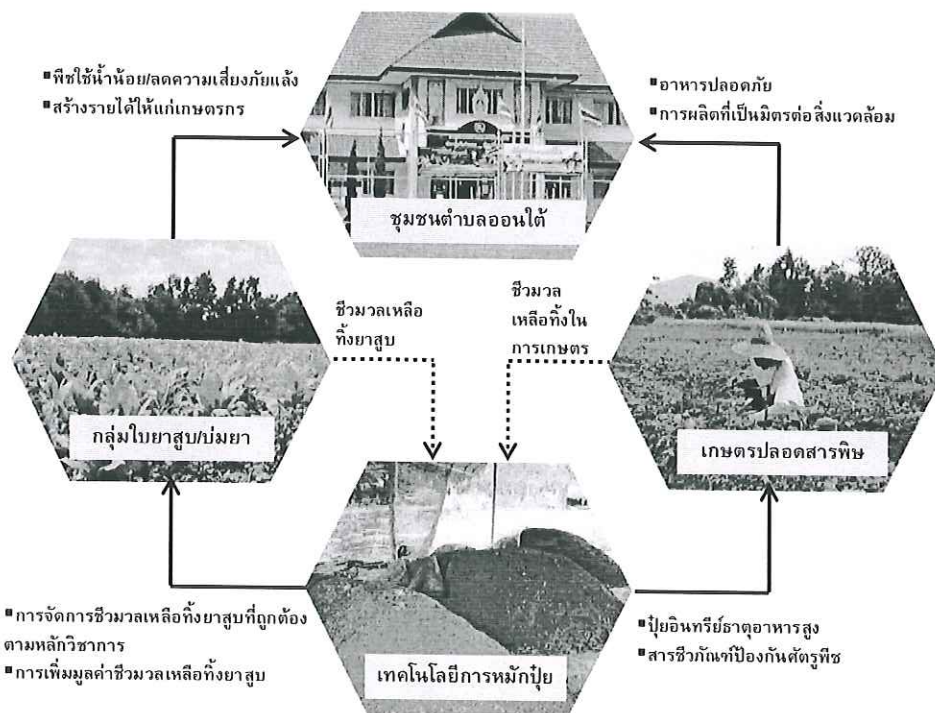 ▪พืชใช้น้ำน้อย/ลดความเสี่ยงภัยแล้ง
▪สร้างรายได้ให้แก่เกษตรกร
▪อาหารปลอดภัย
▪การผลิตที่เป็นมิตรต่อสิ่งแวดล้อม
ชุมชนตำบลออนใต้
ชีวมวลเหลือ
ทิ้งยาสูบ
ชีวมวล
เหลือทิ้งใน
การเกษตร
กลุ่มใบยาสูบ/บ่มยา
เกษตรปลอดสารพิษ
▪การจัดการชีวมวลเหลือทิ้งยาสูบที่ถูกต้อง
ตามหลักวิชาการ
▪การเพิ่มมูลค่าชีวมวลเหลือทิ้งยาสูบ
เทคโนโลยีการหมักปุ๋ย
▪ปุ๋ยอินทรีย์ธาตุอาหารสูง
▪สารชีวภัณฑ์ป้องกันศัตรูพืช